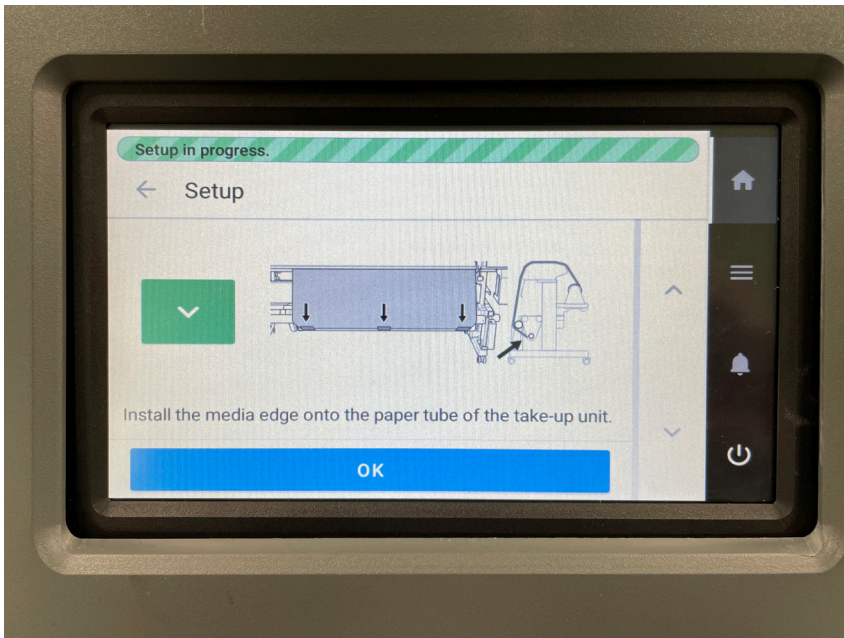 Setup in progress.
Setup
Install the media edge onto the paper tube of the take-up unit.
OK